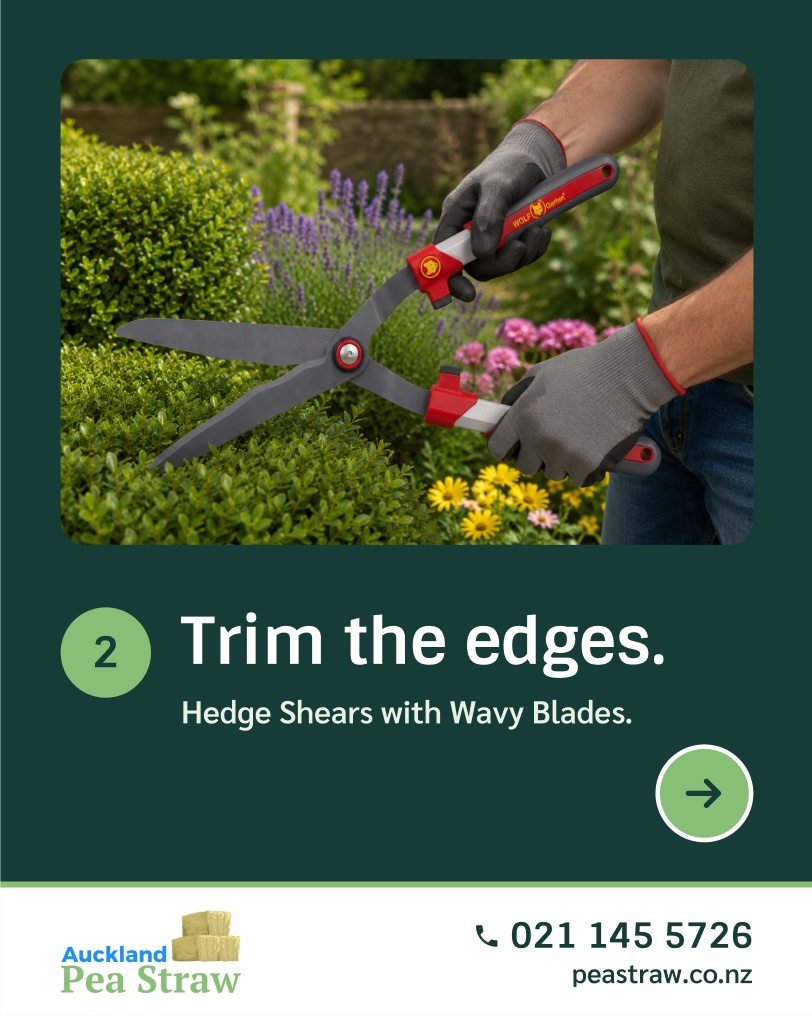 WOLF Garten
2
Trim the edges.
Hedge Shears with Wavy Blades.
Auckland
Pea Straw
021 145 5726
peastraw.co.nz